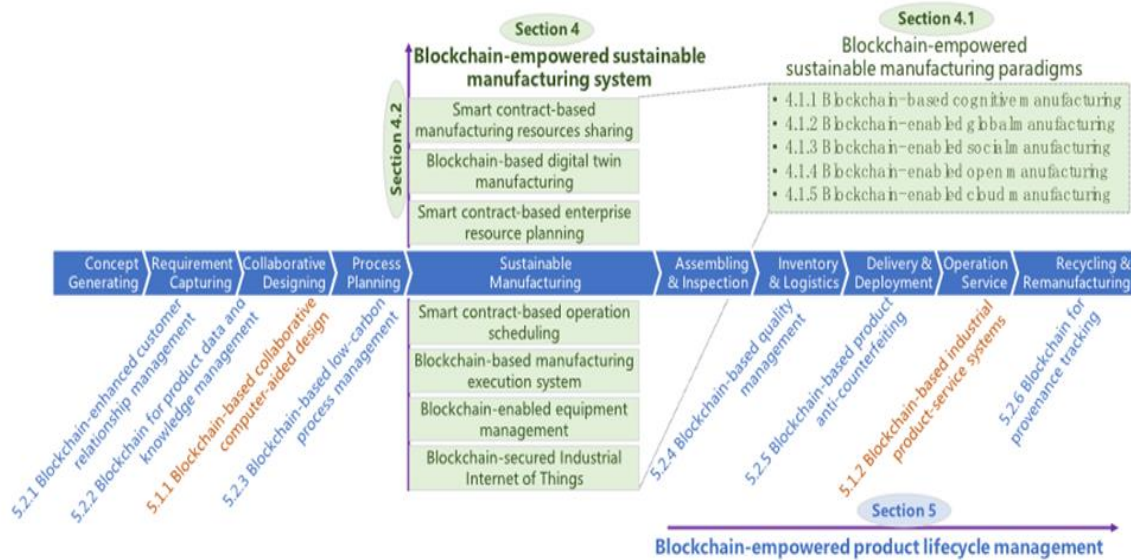 Section 4
Blockchain-empowered sustainable
manufacturing system
Section 4.2
Smart contract-based
manufacturing resources sharing
Blockchain-based digital twin
manufacturing
Smart contract-based enterprise
resource planning
Section 4.1
Blockchain-empowered
sustainable manufacturing paradigms
• 4.1.1 Blockchain-based cognitive manufacturing
• 4.1.2 Blockchain-enabled global manufacturing
• 4.1.3 Blockchain-enabled social manufacturing
• 4.1.4 Blockchain-enabled open manufacturing
• 4.1.5 Blockchain-enabled cloud manufacturing
Concept
Generating
Requirement
Capturing
Collaborative
Designing
Process
Planning
Sustainable
Manufacturing
Assembling
& Inspection
Inventory
& Logistics
Delivery &
Deployment
Operation
Service
Recycling &
Remanufacturing
Smart contract-based operation
scheduling
Blockchain-based manufacturing
execution system
Blockchain-enabled equipment
management
Blockchain-secured Industrial
Internet of Things
5.2.1 Blockchain-enhanced customer
relationship management
5.2.2 Blockchain for product data and
knowledge management
5.1.1 Blockchain-based collaborative
computer-aided design
5.2.3 Blockchain-based low-carbon
process management
5.2.4 Blockchain-based quality
management
5.2.5 Blockchain-based product
anti-counterfeiting
5.1.2 Blockchain-based industrial
product-service systems
5.2.6 Blockchain for
provenance tracking
Section 5
Blockchain-empowered product lifecycle management